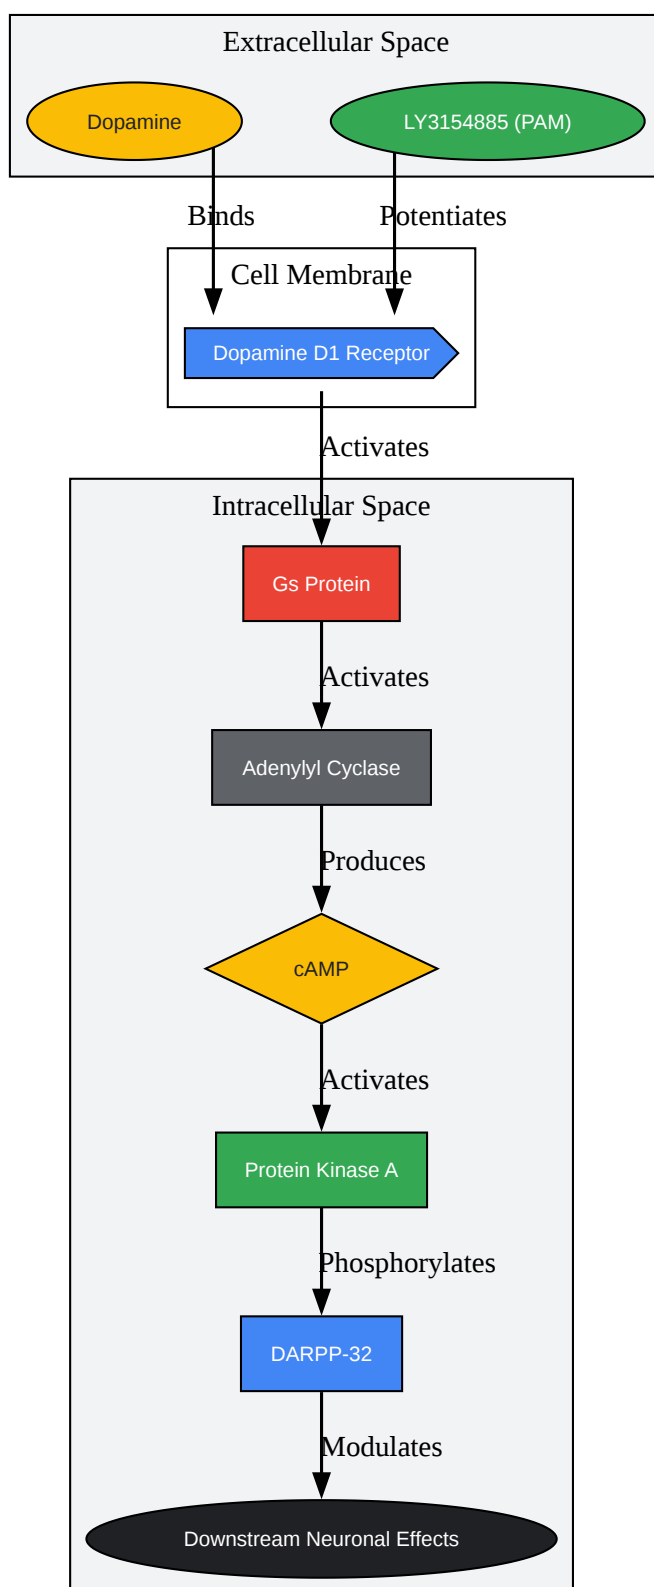 Extracellular Space
Dopamine
LY3154885 (PAM)
Binds
Potentiates
Cell Membrane
Dopamine D1 Receptor
Activates
Intracellular Space
Gs Protein
Activates
Adenylyl Cyclase
Produces
cAMP
Activates
Protein Kinase A
Phosphorylates
DARPP-32
Modulates
Downstream Neuronal Effects